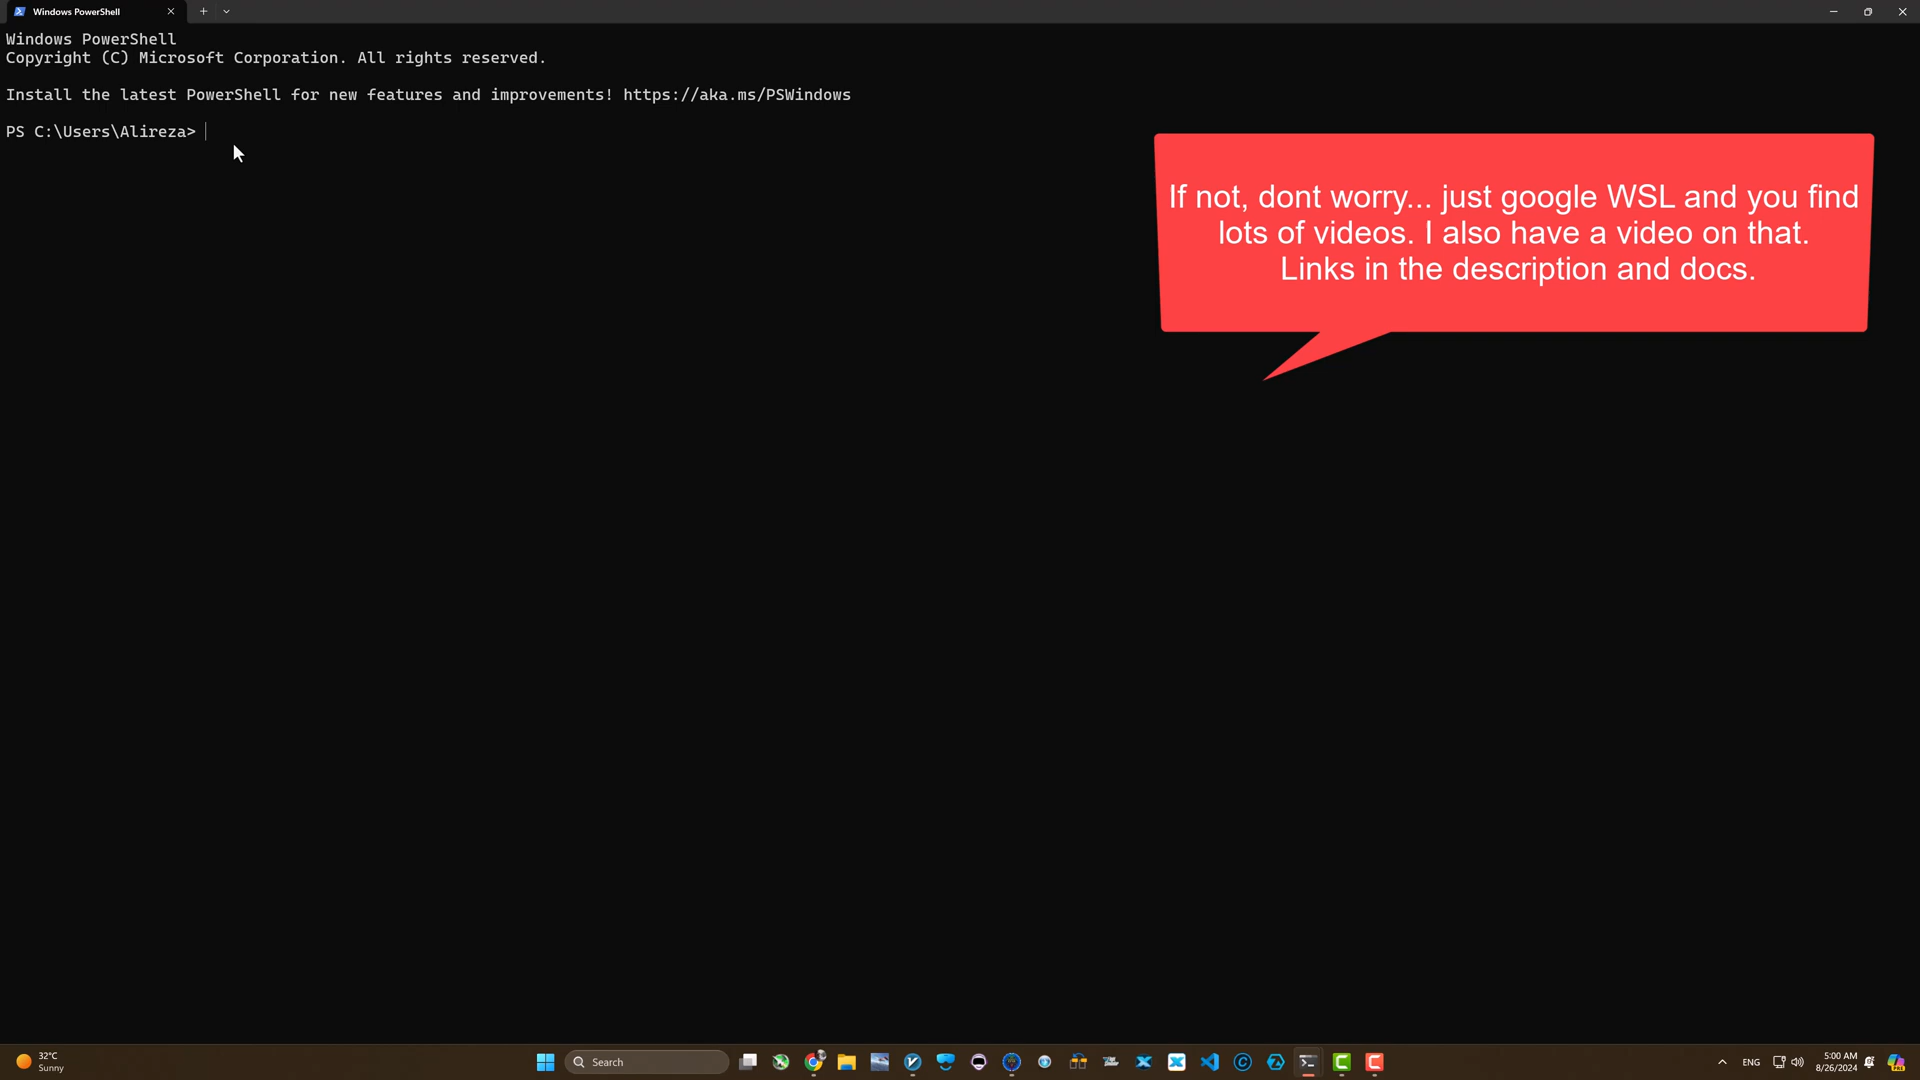 Windows PowerShell
Windows PowerShell
Copyright (C) Microsoft Corporation. All rights reserved.
Install the latest PowerShell for new features and improvements! https://aka.ms/PSWindows
PS C:\Users\Alireza>
If not, dont worry... just google WSL and you find
lots of videos. I also have a video on that.
Links in the description and docs.
32°C
Sunny
Search
ENG
5:00 AM
8/26/2024